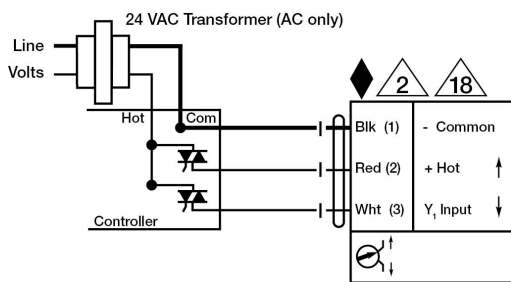 24 VAC Transformer (AC only)
Line
Volts
Hot
Com
Controller
2
18
Blk (1)
- Common
Red (2)
+ Hot
Wht (3)
Y1 Input